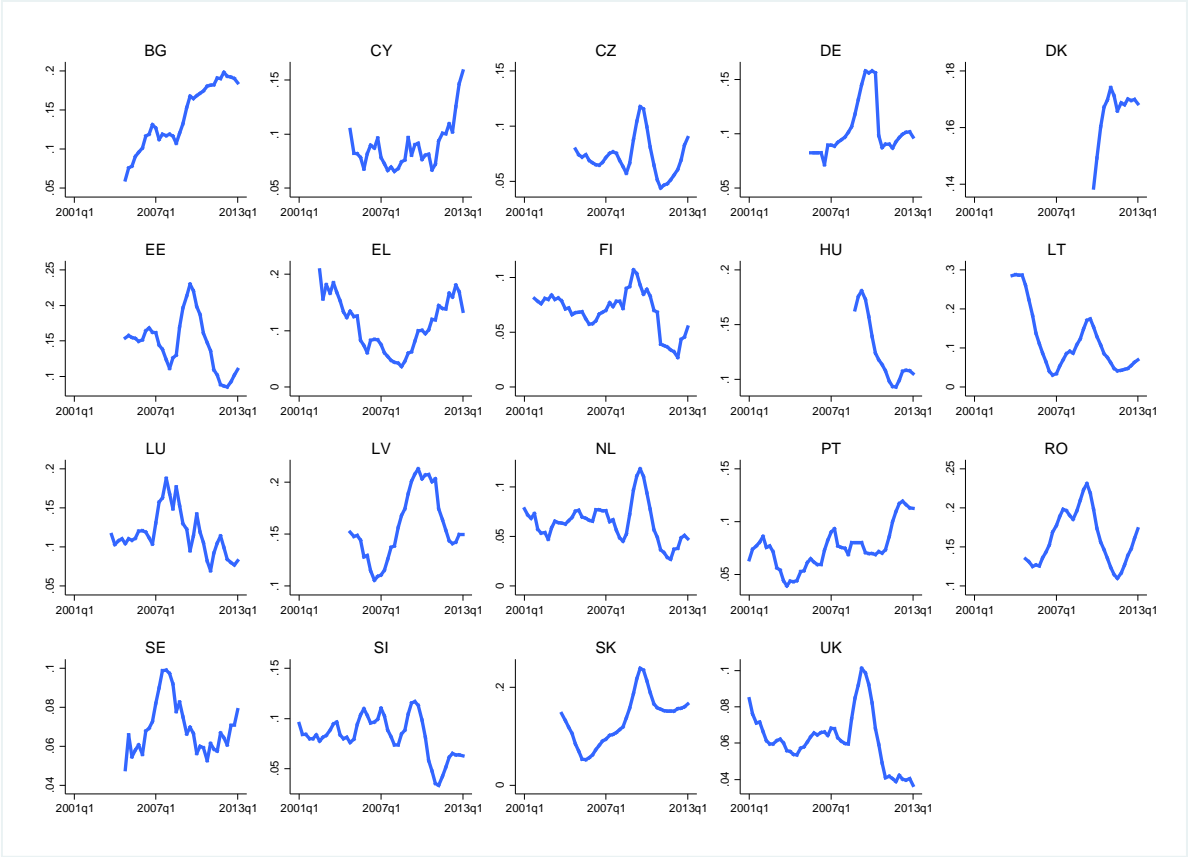 BG CY CZ DE DK
.2 .15 .1 .05 2001q1 2007q1 2013q1
.15 .1 .05 2001q1 2007q1 2013q1
.15 .1 .05 2001q1 2007q1 2013q1
.15 .1 .05 2001q1 2007q1 2013q1
.18 .16 .14 2001q1 2007q1 2013q1
EE EL FI HU LT
.25 .2 .15 .1 2001q1 2007q1 2013q1
.2 .1 0 2001q1 2007q1 2013q1
.1 .05 0 2001q1 2007q1 2013q1
.2 .15 .1 2001q1 2007q1 2013q1
.3 .2 .1 0 2001q1 2007q1 2013q1
LU LV NL PT RO
.2 .15 .1 .05 2001q1 2007q1 2013q1
.2 .15 .1 2001q1 2007q1 2013q1
.1 .05 0 2001q1 2007q1 2013q1
.15 .1 .05 2001q1 2007q1 2013q1
.25 .2 .15 .1 2001q1 2007q1 2013q1
SE SI SK UK
.1 .08 .06 .04 2001q1 2007q1 2013q1
.15 .1 .05 2001q1 2007q1 2013q1
.2 0 2001q1 2007q1 2013q1
.1 .08 .06 .04 2001q1 2007q1 2013q1